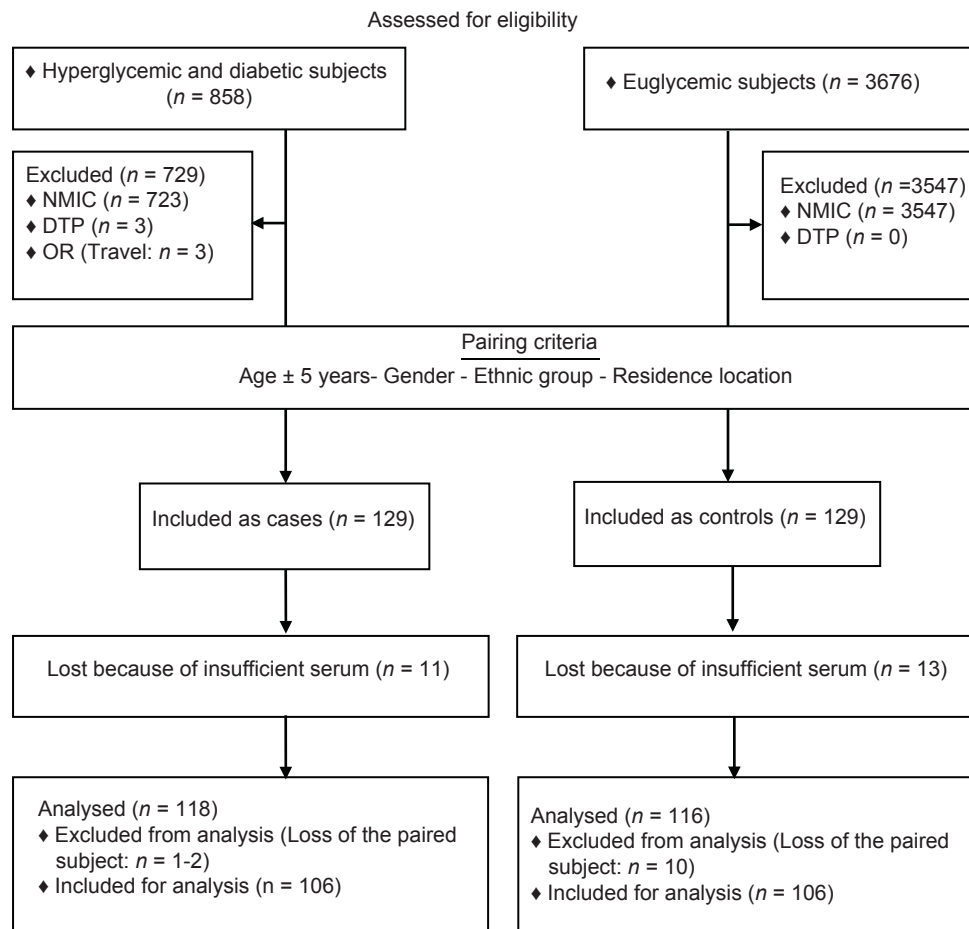 Assessed for eligibility
♦ Hyperglycemic and diabetic subjects
(n = 858)
♦ Euglycemic subjects (n = 3676)
Excluded (n = 729)
♦ NMIC (n = 723)
♦ DTP (n = 3)
♦ OR (Travel: n = 3)
Excluded (n =3547)
♦ NMIC (n = 3547)
♦ DTP (n = 0)
Pairing criteria
Age ± 5 years- Gender - Ethnic group - Residence location
Included as cases (n = 129)
Included as controls (n = 129)
Lost because of insufficient serum (n = 11)
Lost because of insufficient serum (n = 13)
Analysed (n = 118)
♦ Excluded from analysis (Loss of the paired
subject: n = 1-2)
♦ Included for analysis (n = 106)
Analysed (n = 116)
♦ Excluded from analysis (Loss of the paired
subject: n = 10)
♦ Included for analysis (n = 106)